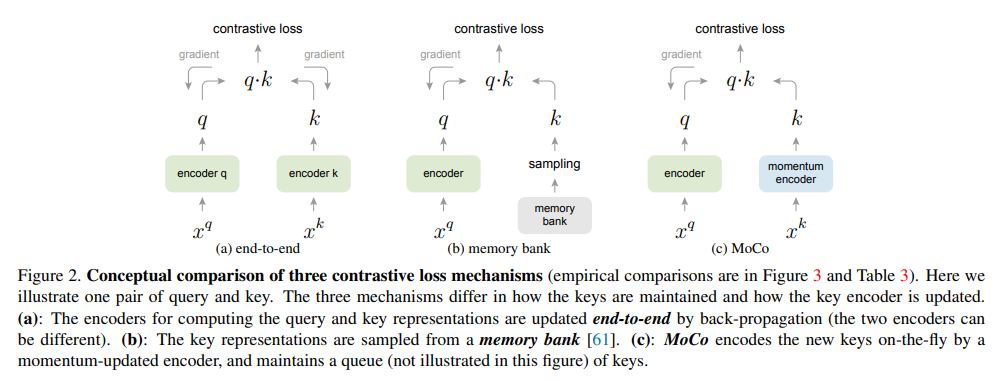 contrastive loss contrastive loss contrastive loss
gradient gradient gradient gradient
q·k q·k q·k
q k q k q k
sampling
encoder q encoder k encoder encoder momentum encoder
memory bank
x^q x^k x^q x^q x^k
(a) end-to-end (b) memory bank (c) MoCo
Figure 2. Conceptual comparison of three contrastive loss mechanisms (empirical comparisons are in Figure 3 and Table 3). Here we
illustrate one pair of query and key. The three mechanisms differ in how the keys are maintained and how the key encoder is updated.
(a): The encoders for computing the query and key representations are updated end-to-end by back-propagation (the two encoders can
be different). (b): The key representations are sampled from a memory bank [61]. (c): MoCo encodes the new keys on-the-fly by a
momentum-updated encoder, and maintains a queue (not illustrated in this figure) of keys.